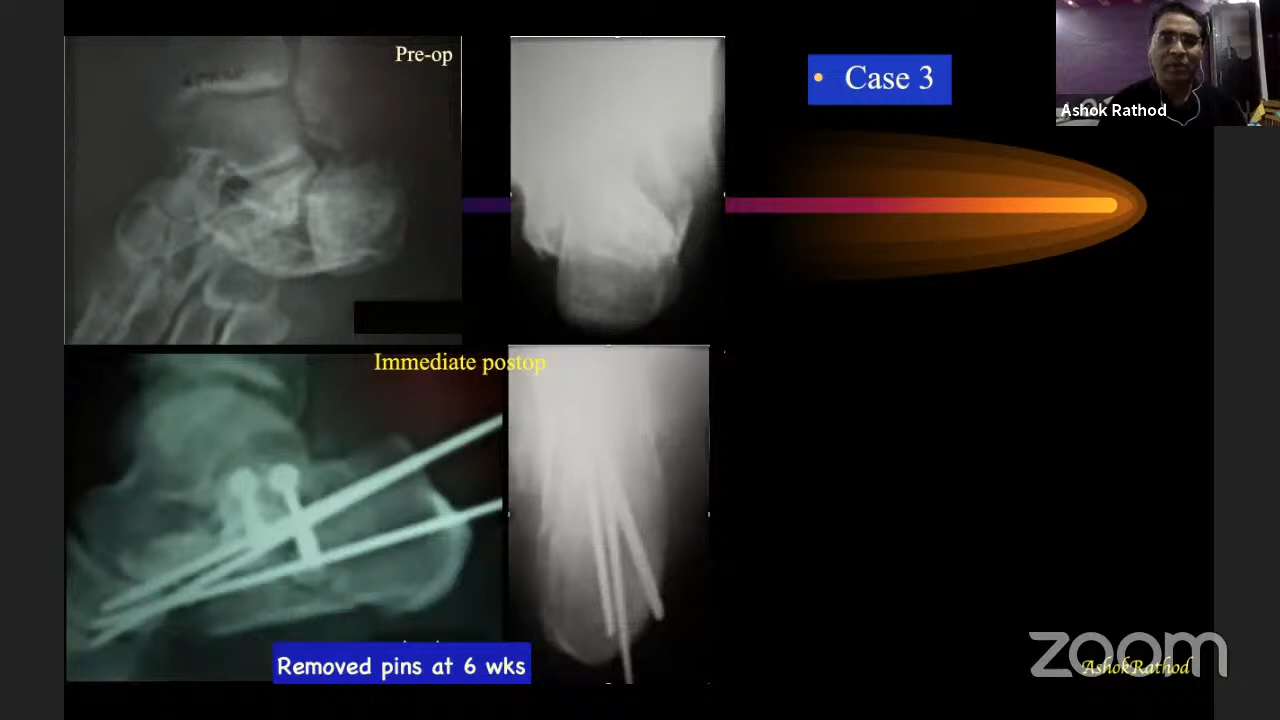 Pre-op
• Case 3
Ashok Rathod
Immediate postop
Removed pins at 6 wks
zoom
AshokRathod